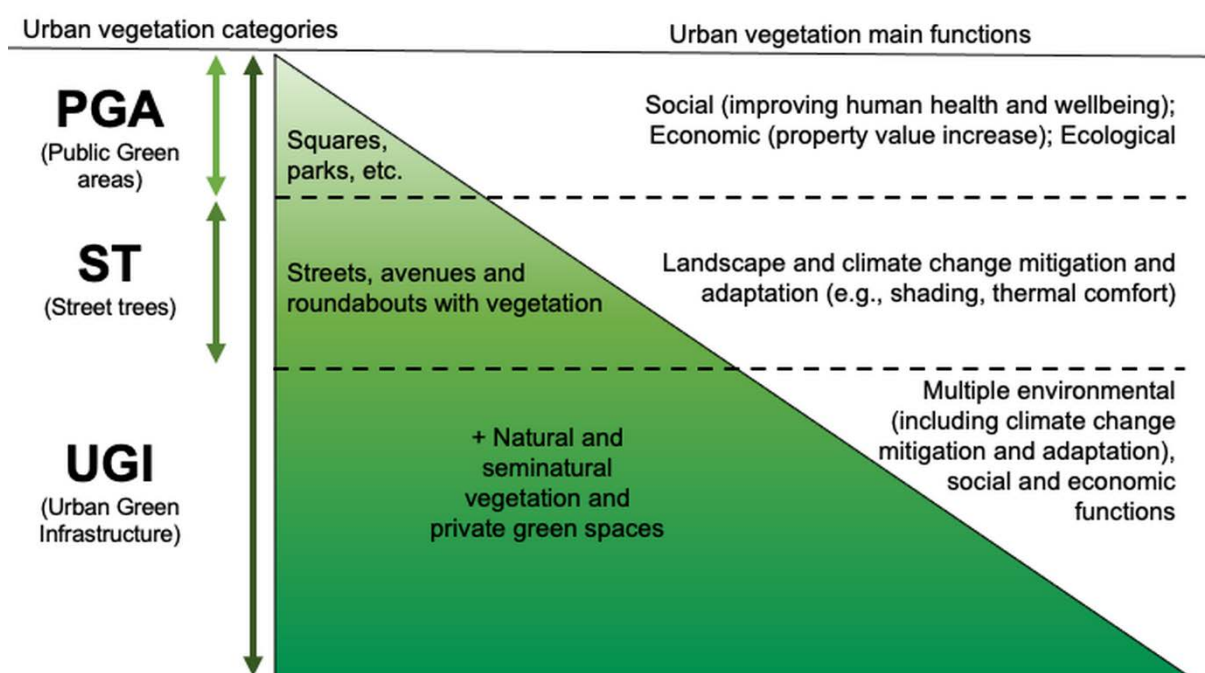 Urban vegetation categories
Urban vegetation main functions
PGA
(Public Green
areas)
Squares,
parks, etc.
Social (improving human health and wellbeing);
Economic (property value increase); Ecological
ST
(Street trees)
Streets, avenues and
roundabouts with vegetation
Landscape and climate change mitigation and
adaptation (e.g., shading, thermal comfort)
UGI
(Urban Green
Infrastructure)
+ Natural and
seminatural
vegetation and
private green spaces
Multiple environmental
(including climate change
mitigation and adaptation),
social and economic
functions